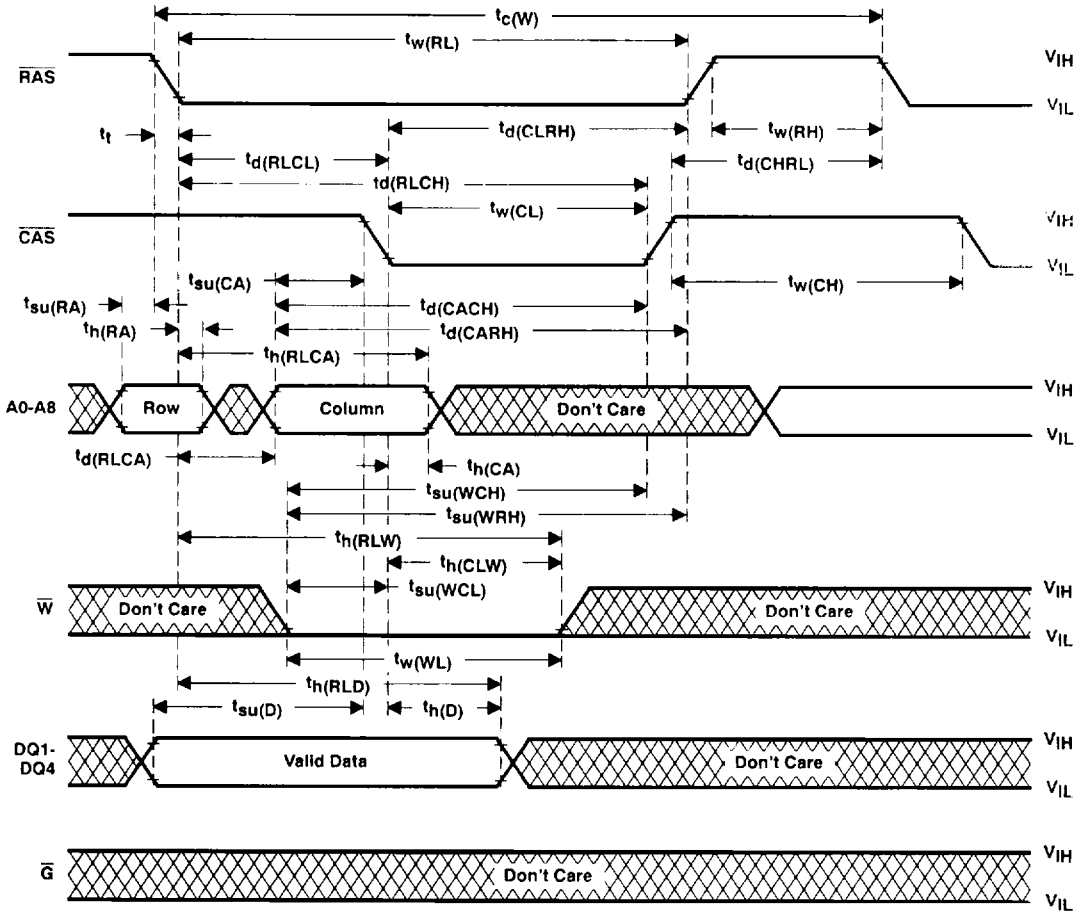 tc(W)
tw(RL)
RAS
VIH
VIL
tt
td(CLRH)
tw(RH)
td(RLCL)
td(CHRL)
td(RLCH)
tw(CL)
CAS
VIH
VIL
tsu(CA)
tw(CH)
tsu(RA)
td(CACH)
th(RA)
td(CARH)
th(RLCA)
A0-A8
Row
Column
Don't Care
VIH
VIL
td(RLCA)
th(CA)
tsu(WCH)
tsu(WRH)
th(RLW)
th(CLW)
tsu(WCL)
W
Don't Care
Don't Care
VIH
VIL
tw(WL)
th(RLD)
tsu(D)
th(D)
DQ1-
DQ4
Valid Data
Don't Care
VIH
VIL
G
Don't Care
VIH
VIL